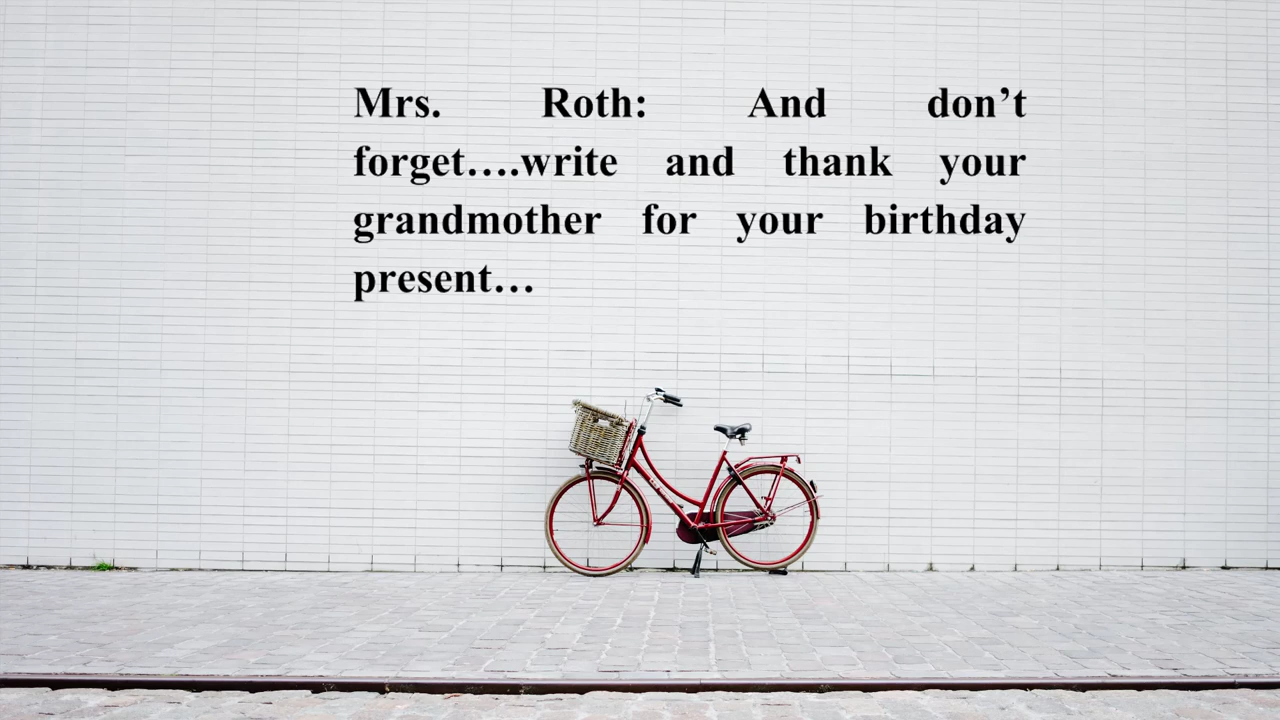 Mrs. Roth: And don’t
forget….write and thank your
grandmother for your birthday
present…